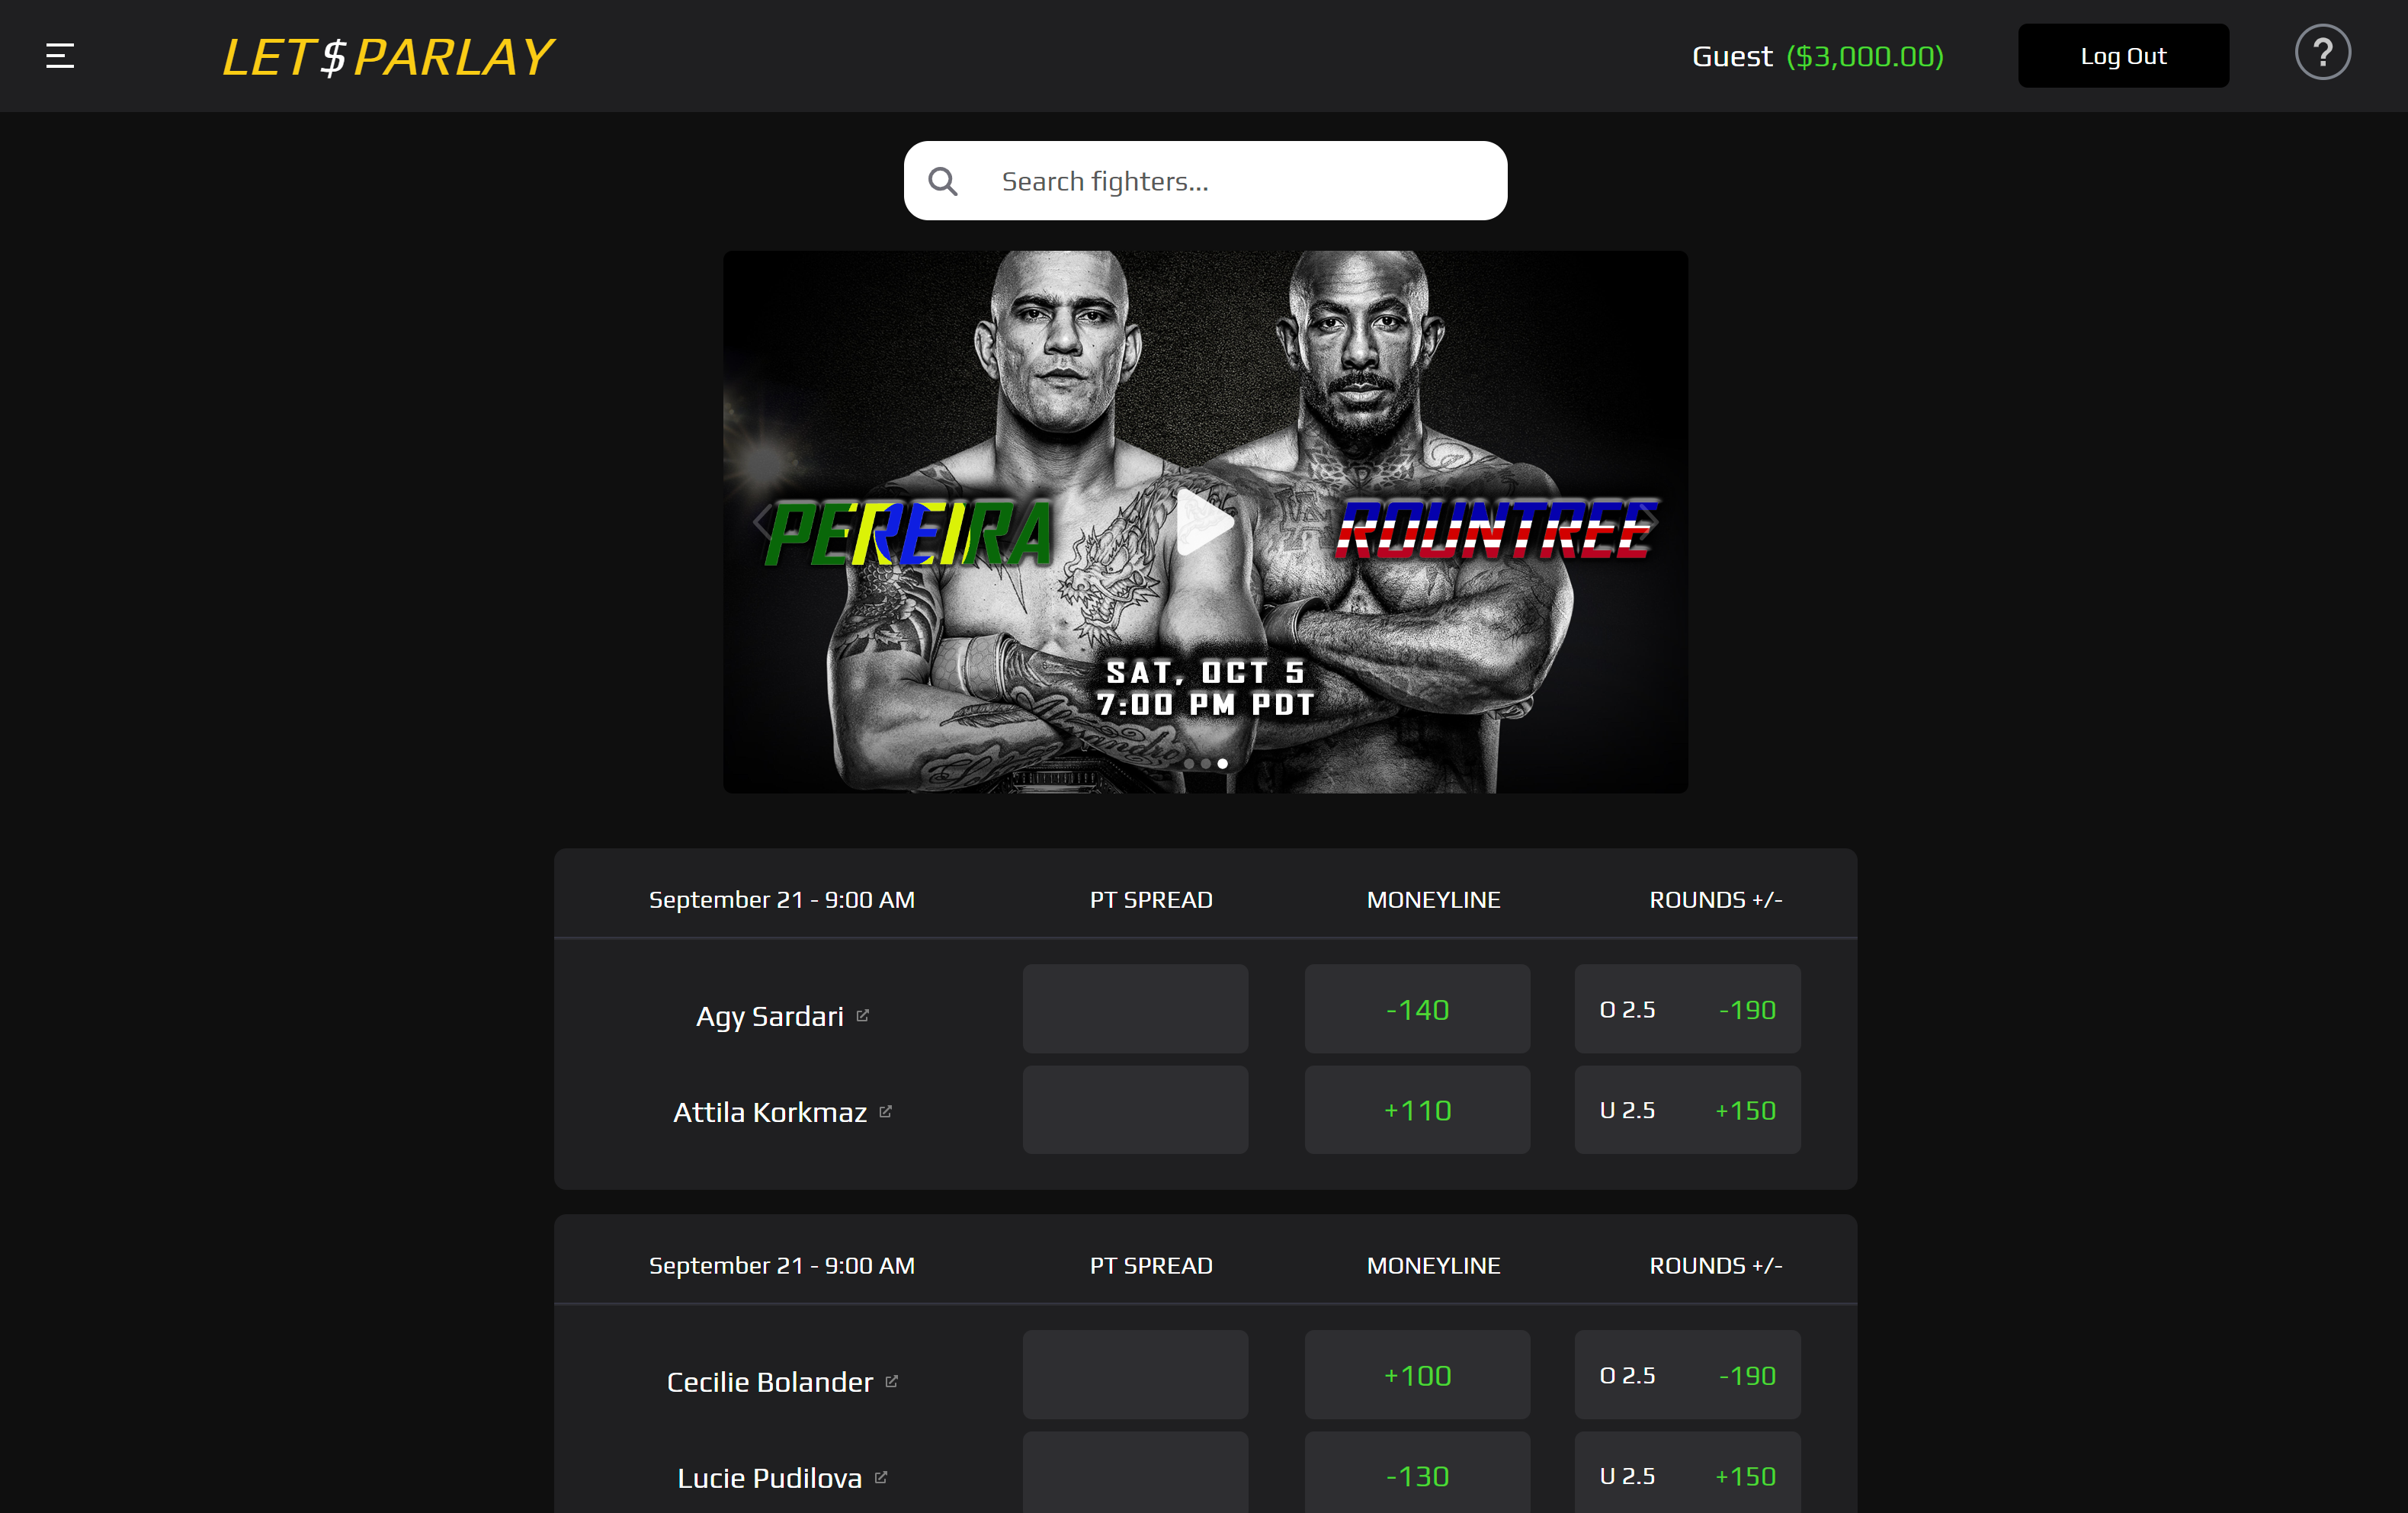 LET$PARLAY
Guest ($3,000.00)
Log Out
?
Search fighters...
PEREIRA
ROUNTREE
SAT, OCT 5
7:00 PM PDT
September 21 - 9:00 AM PT SPREAD MONEYLINE ROUNDS +/-
Agy Sardari -140 O 2.5 -190
Attila Korkmaz +110 U 2.5 +150
September 21 - 9:00 AM PT SPREAD MONEYLINE ROUNDS +/-
Cecilie Bolander +100 O 2.5 -190
Lucie Pudilova -130 U 2.5 +150